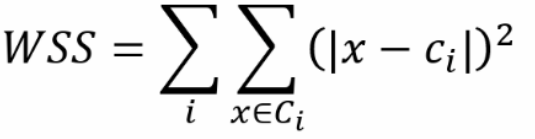 WSS = ∑_i ∑_{x∈C_i} (|x − c_i|)²